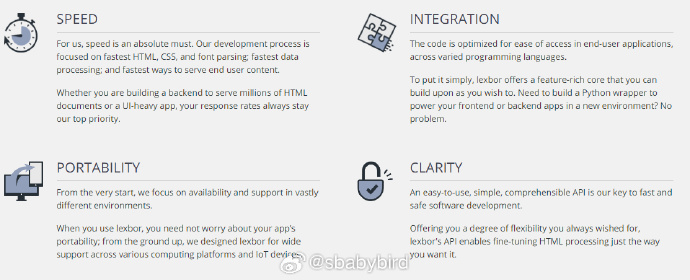 SPEED
For us, speed is an absolute must. Our development process is
focused on fastest HTML, CSS, and font parsing; fastest data
processing; and fastest ways to serve end user content.
Whether you are building a backend to serve millions of HTML
documents or a UI-heavy app, your response rates always stay
our top priority.
INTEGRATION
The code is optimized for ease of access in end-user applications,
across varied programming languages.
To put it simply, lexbor offers a feature-rich core that you can
build upon as you wish to. Need to build a Python wrapper to
power your frontend or backend apps in a new environment? No
problem.
PORTABILITY
From the very start, we focus on availability and support in vastly
different environments.
When you use lexbor, you need not worry about your app's
portability; from the ground up, we designed lexbor for wide
support across various computing platforms and IoT devices.
CLARITY
An easy-to-use, simple, comprehensible API is our key to fast and
safe software development.
Offering you a degree of flexibility you always wished for,
lexbor's API enables fine-tuning HTML processing just the way
you want it.
@sbabybird